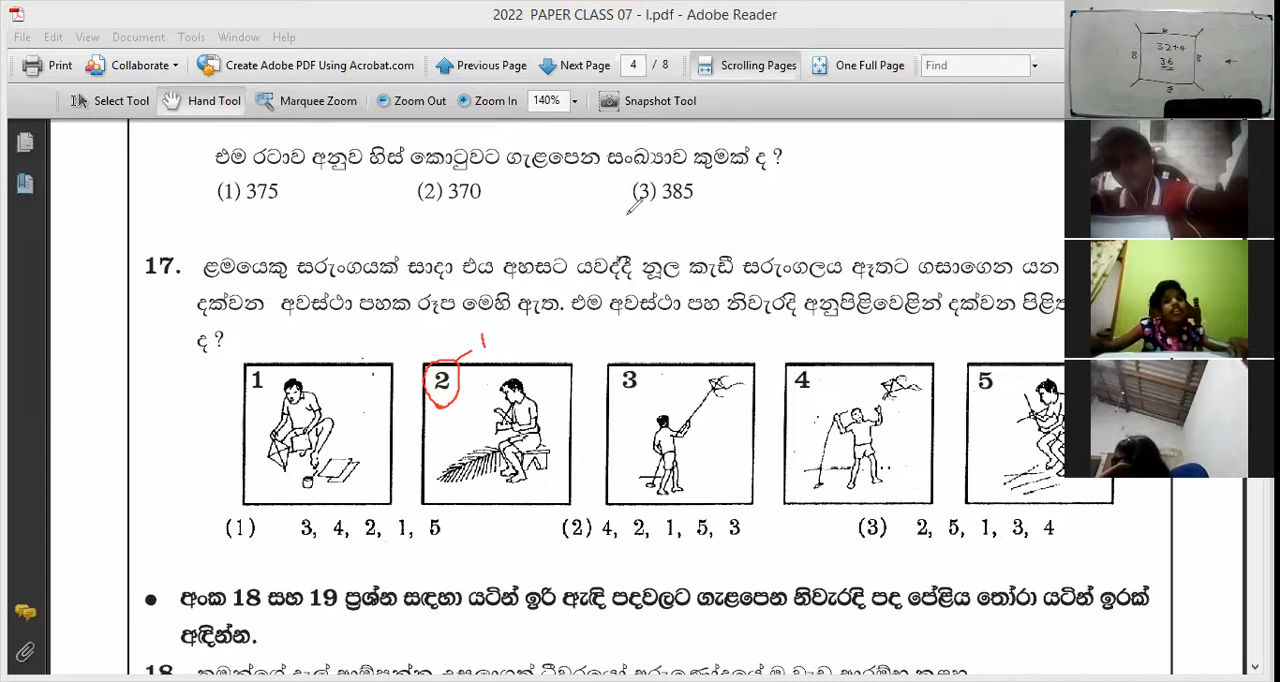 2022 PAPER CLASS 07 - I.pdf - Adobe Reader
File Edit View Document Tools Window Help
Print Collaborate Create Adobe PDF Using Acrobat.com Previous Page Next Page 4 / 8 Scrolling Pages One Full Page Find
Select Tool Hand Tool Marquee Zoom Zoom Out Zoom In 140% Snapshot Tool
32+4
36
එම රටාව අනුව හිස් කොටුවට ගැළපෙන සංඛ්‍යාව කුමක් ද ?
(1) 375 (2) 370 (3) 385
17. ළමයෙකු සරුංගයක් සාදා එය අහසට යවද්දී නූල කැඩී සරුංගලය ඈතට ගසාගෙන යන
දක්වන අවස්ථා පහක රූප මෙහි ඇත. එම අවස්ථා පහ නිවැරදි අනුපිළිවෙළින් දක්වන
ද ?
1
1 2 3 4 5
(1) 3, 4, 2, 1, 5 (2) 4, 2, 1, 5, 3 (3) 2, 5, 1, 3, 4
• අංක 18 සහ 19 ප්‍රශ්න සඳහා යටින් ඉරි ඇඳි පදවලට ගැළපෙන නිවැරදි පද පේළිය තෝරා යටින් ඉරක්
අඳින්න.
18.